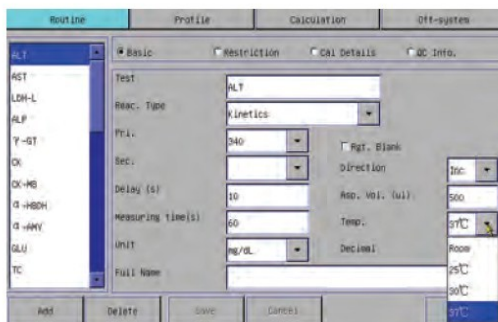 Routine Profile Calculation Off-system
ALT
AST
LDH-L
ALP
γ-GT
CK
CK-MB
α-HBDH
α-AMY
GLU
TC
Basic Restriction Cal Details QC Info.
Test ALT
Reac. Type Kinetics
Pri. 340 Rgt. Blank
Sec. Direction Inc.
Delay (s) 10 Asp. Vol. (ul) 500
Measuring time(s) 60 Temp. 37℃
Unit mg/dL Decimal Room
25℃
Full Name 30℃
37℃
Add Delete Save Cancel